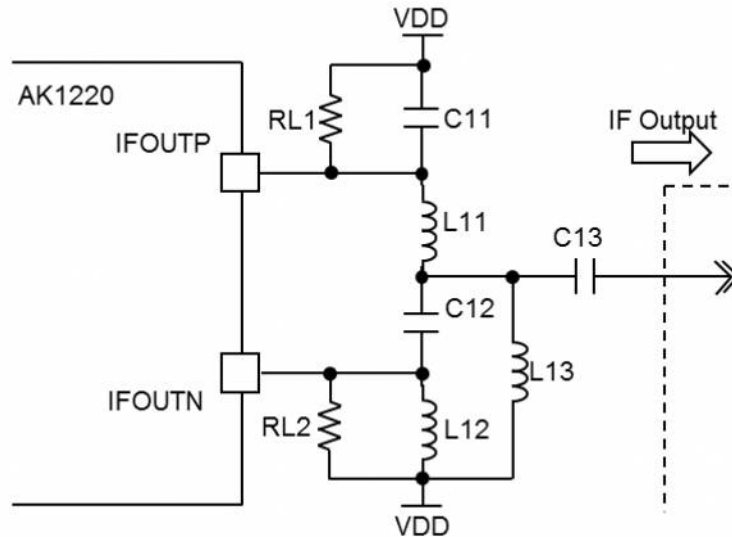 VDD
AK1220
RL1
C11
IF Output
IFOUTP
L11
C13
C12
IFOUTN
RL2
L12
L13
VDD